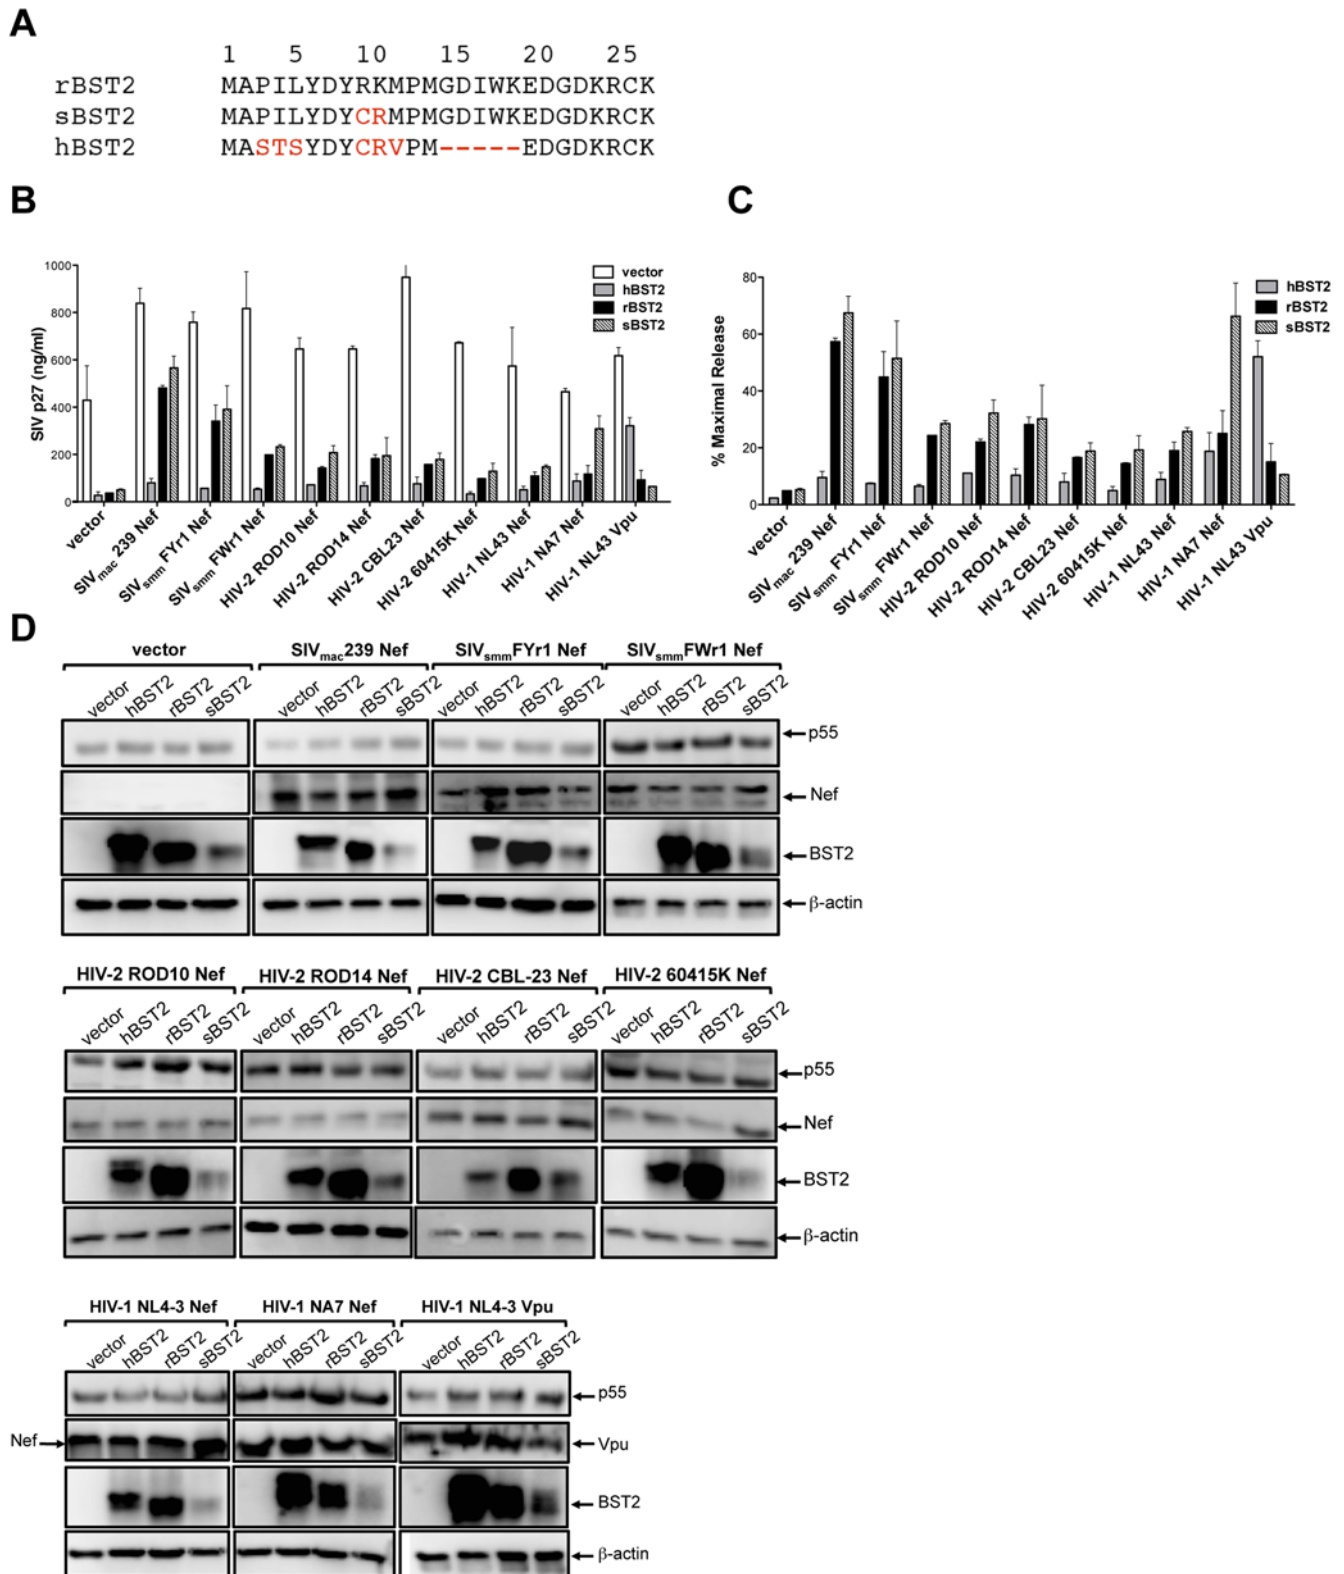 A
1 5 10 15 20 25
rBST2 MAPILYDYRKMPMGDIWKEDGDKRCK
sBST2 MAPILYDYCRMPMGDIWKEDGDKRCK
hBST2 MASTSYDYCRVPM-----EDGDKRCK
B
1000
800
600
400
200
0
SIV p27 (ng/ml)
vector
hBST2
rBST2
sBST2
vector
SIVmac 239 Nef
SIVsmm FYr1 Nef
SIVsmm FWr1 Nef
HIV-2 ROD10 Nef
HIV-2 ROD14 Nef
HIV-2 CBL23 Nef
HIV-2 60415K Nef
HIV-1 NL43 Nef
HIV-1 NA7 Nef
HIV-1 NL43 Vpu
C
80
60
40
20
0
% Maximal Release
hBST2
rBST2
sBST2
vector
SIVmac 239 Nef
SIVsmm FYr1 Nef
SIVsmm FWr1 Nef
HIV-2 ROD10 Nef
HIV-2 ROD14 Nef
HIV-2 CBL23 Nef
HIV-2 60415K Nef
HIV-1 NL43 Nef
HIV-1 NA7 Nef
HIV-1 NL43 Vpu
D
vector SIVmac239 Nef SIVsmmFYr1 Nef SIVsmmFWr1 Nef
vector hBST2 rBST2 sBST2 vector hBST2 rBST2 sBST2 vector hBST2 rBST2 sBST2 vector hBST2 rBST2 sBST2
p55
Nef
BST2
β-actin
HIV-2 ROD10 Nef HIV-2 ROD14 Nef HIV-2 CBL-23 Nef HIV-2 60415K Nef
vector hBST2 rBST2 sBST2 vector hBST2 rBST2 sBST2 vector hBST2 rBST2 sBST2 vector hBST2 rBST2 sBST2
p55
Nef
BST2
β-actin
HIV-1 NL4-3 Nef HIV-1 NA7 Nef HIV-1 NL4-3 Vpu
vector hBST2 rBST2 sBST2 vector hBST2 rBST2 sBST2 vector hBST2 rBST2 sBST2
p55
Nef Vpu
BST2
β-actin